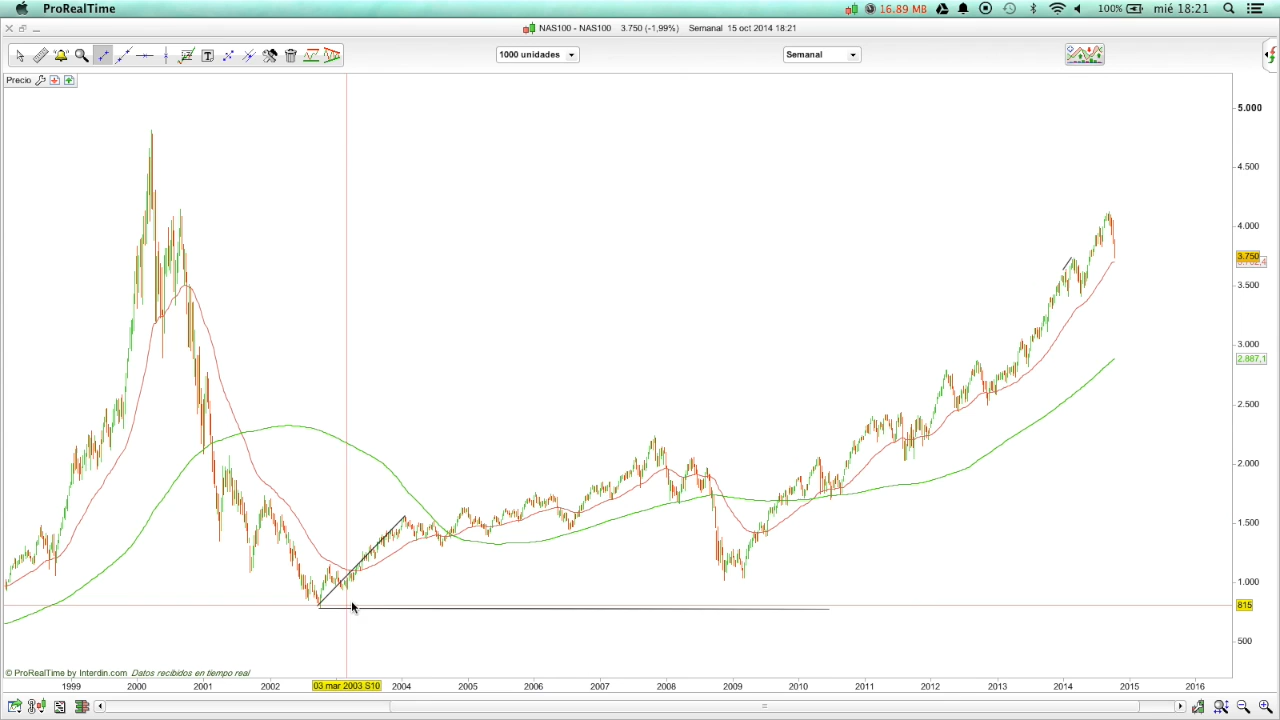 ProRealTime
16.89 MB
100%
mié 18:21
NAS100 - NAS100 3.750 (-1,99%) Semanal 15 oct 2014 18:21
1000 unidades
Semanal
Precio
5.000
4.500
4.000
3.750
3.500
3.000
2.887,1
2.500
2.000
1.500
1.000
815
500
© ProRealTime by Interdin.com Datos recibidos en tiempo real
1999 2000 2001 2002 03 mar 2003 S10 2004 2005 2006 2007 2008 2009 2010 2011 2012 2013 2014 2015 2016